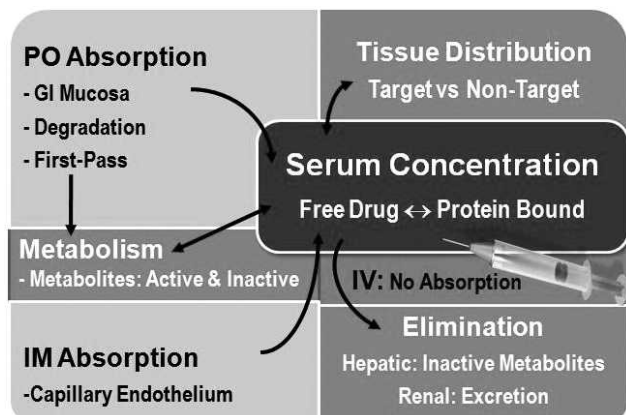 PO Absorption
- GI Mucosa
- Degradation
- First-Pass
Tissue Distribution
Target vs Non-Target
Serum Concentration
Free Drug ↔ Protein Bound
Metabolism
- Metabolites: Active & Inactive
IV: No Absorption
IM Absorption
-Capillary Endothelium
Elimination
Hepatic: Inactive Metabolites
Renal: Excretion